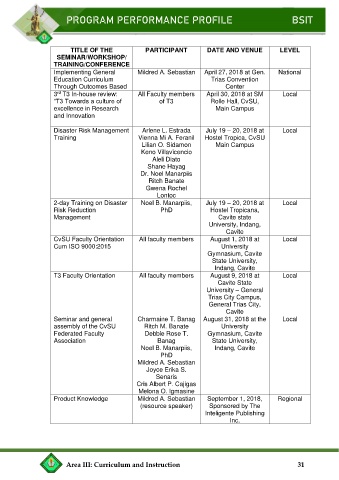 PROGRAM PERFORMANCE PROFILE BSIT
TITLE OF THE SEMINAR/WORKSHOP/TRAINING/CONFERENCE PARTICIPANT DATE AND VENUE LEVEL
Implementing General Mildred A. Sebastian April 27, 2018 at Gen. National
Education Curriculum Trias Convention
Through Outcomes Based Center
3rd T3 In-house review: All Faculty members April 30, 2018 at SM Local
"T3 Towards a culture of of T3 Rolle Hall, CvSU,
excellence in Research Main Campus
and Innovation
Disaster Risk Management Arlene L. Estrada July 19 – 20, 2018 at Local
Training Vienna Mi A. Feranil Hostel Tropica, CvSU
Lilian O. Sidamon Main Campus
Keno Villavicencio
Aleli Diato
Shane Hayag
Dr. Noel Manarpiis
Ritch Banate
Gwena Rochel
Lontoc
2-day Training on Disaster Noel B. Manarpiis, July 19 – 20, 2018 at Local
Risk Reduction PhD Hostel Tropicana,
Management Cavite state
University, Indang,
Cavite
CvSU Faculty Orientation All faculty members August 1, 2018 at Local
Cum ISO 9000:2015 University
Gymnasium, Cavite
State University,
Indang, Cavite
T3 Faculty Orientation All faculty members August 9, 2018 at Local
Cavite State
University – General
Trias City Campus,
General Trias City,
Cavite
Seminar and general Charmaine T. Banag August 31, 2018 at the Local
assembly of the CvSU Ritch M. Banate University
Federated Faculty Debble Rose T. Gymnasium, Cavite
Association Banag State University,
Noel B. Manarpiis, Indang, Cavite
PhD
Mildred A. Sebastian
Joyce Erika S.
Senaris
Cris Albert P. Cajigas
Melona O. Igmasine
Product Knowledge Mildred A. Sebastian September 1, 2018, Regional
(resource speaker) Sponsored by The
Inteligente Publishing
Inc.
Area III: Curriculum and Instruction 31